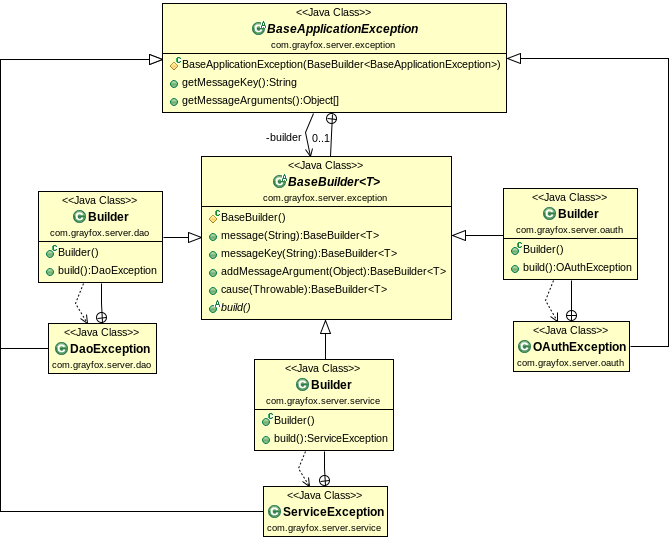 <<Java Class>>
BaseApplicationException
com.grayfox.server.exception
BaseApplicationException(BaseBuilder<BaseApplicationException>)
getMessageKey():String
getMessageArguments():Object[]
-builder
0..1
<<Java Class>>
BaseBuilder<T>
com.grayfox.server.exception
BaseBuilder()
message(String):BaseBuilder<T>
messageKey(String):BaseBuilder<T>
addMessageArgument(Object):BaseBuilder<T>
cause(Throwable):BaseBuilder<T>
build()
<<Java Class>>
Builder
com.grayfox.server.dao
Builder()
build():DaoException
<<Java Class>>
Builder
com.grayfox.server.oauth
Builder()
build():OAuthException
<<Java Class>>
DaoException
com.grayfox.server.dao
<<Java Class>>
OAuthException
com.grayfox.server.oauth
<<Java Class>>
Builder
com.grayfox.server.service
Builder()
build():ServiceException
<<Java Class>>
ServiceException
com.grayfox.server.service